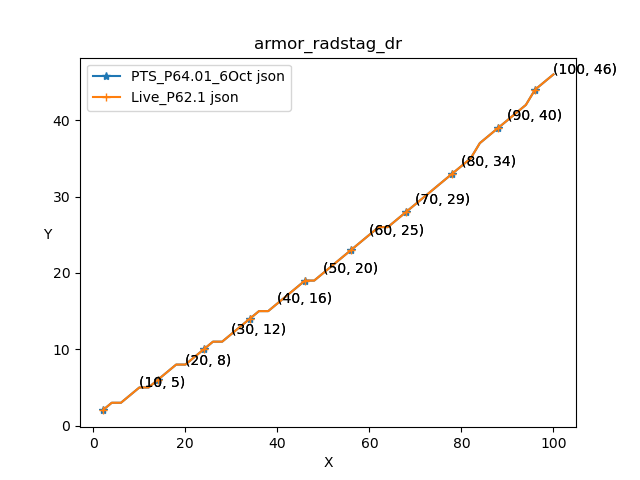 armor_radstag_dr
PTS_P64.01_6Oct json
Live_P62.1 json
(100, 46)
(90, 40)
(80, 34)
(70, 29)
(60, 25)
(50, 20)
(40, 16)
(30, 12)
(20, 8)
(10, 5)
Y
40
30
20
10
0
0 20 40 60 80 100
X